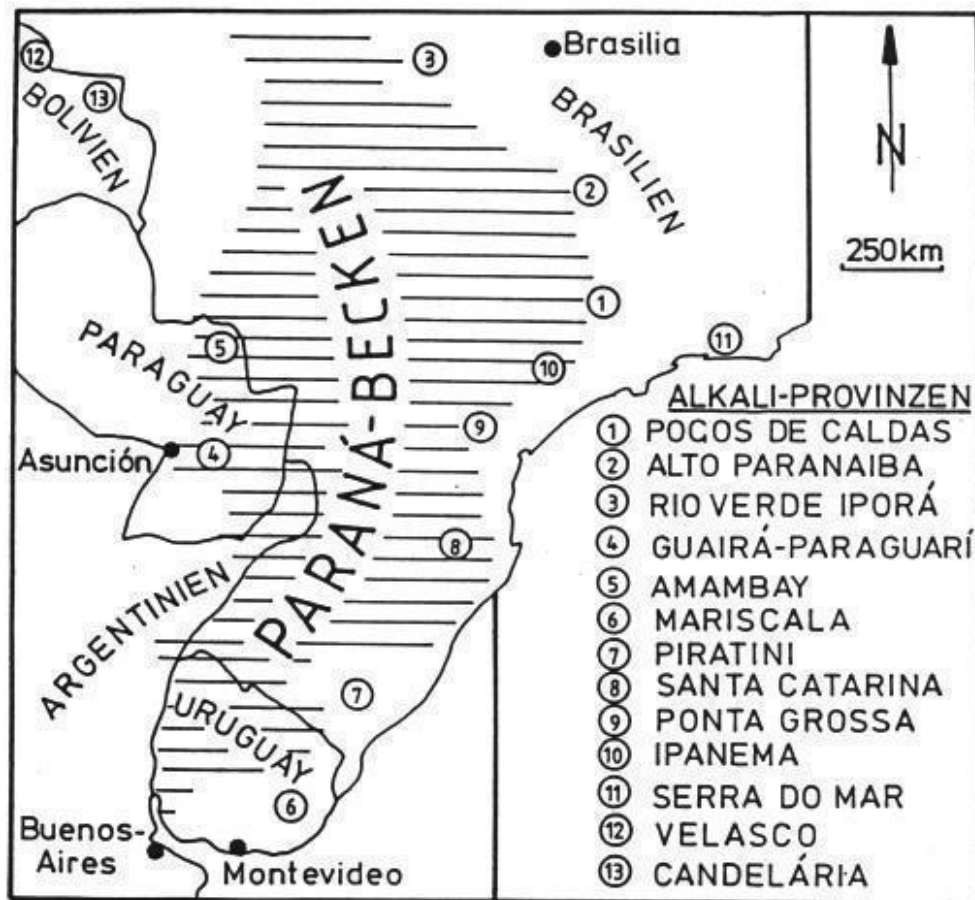 Brasilia
BRASILIEN
BOLIVIEN
N
250km
PARANÁ-BECKEN
PARAGUAY
Asunción
ARGENTINIEN
URUGUAY
Buenos-
Aires
Montevideo
12
13
3
2
1
5
11
10
9
4
8
7
6
ALKALI-PROVINZEN
1 POCOS DE CALDAS
2 ALTO PARANAIBA
3 RIO VERDE IPORÁ
4 GUAIRÁ-PARAGUARÍ
5 AMAMBAY
6 MARISCALA
7 PIRATINI
8 SANTA CATARINA
9 PONTA GROSSA
10 IPANEMA
11 SERRA DO MAR
12 VELASCO
13 CANDELÁRIA